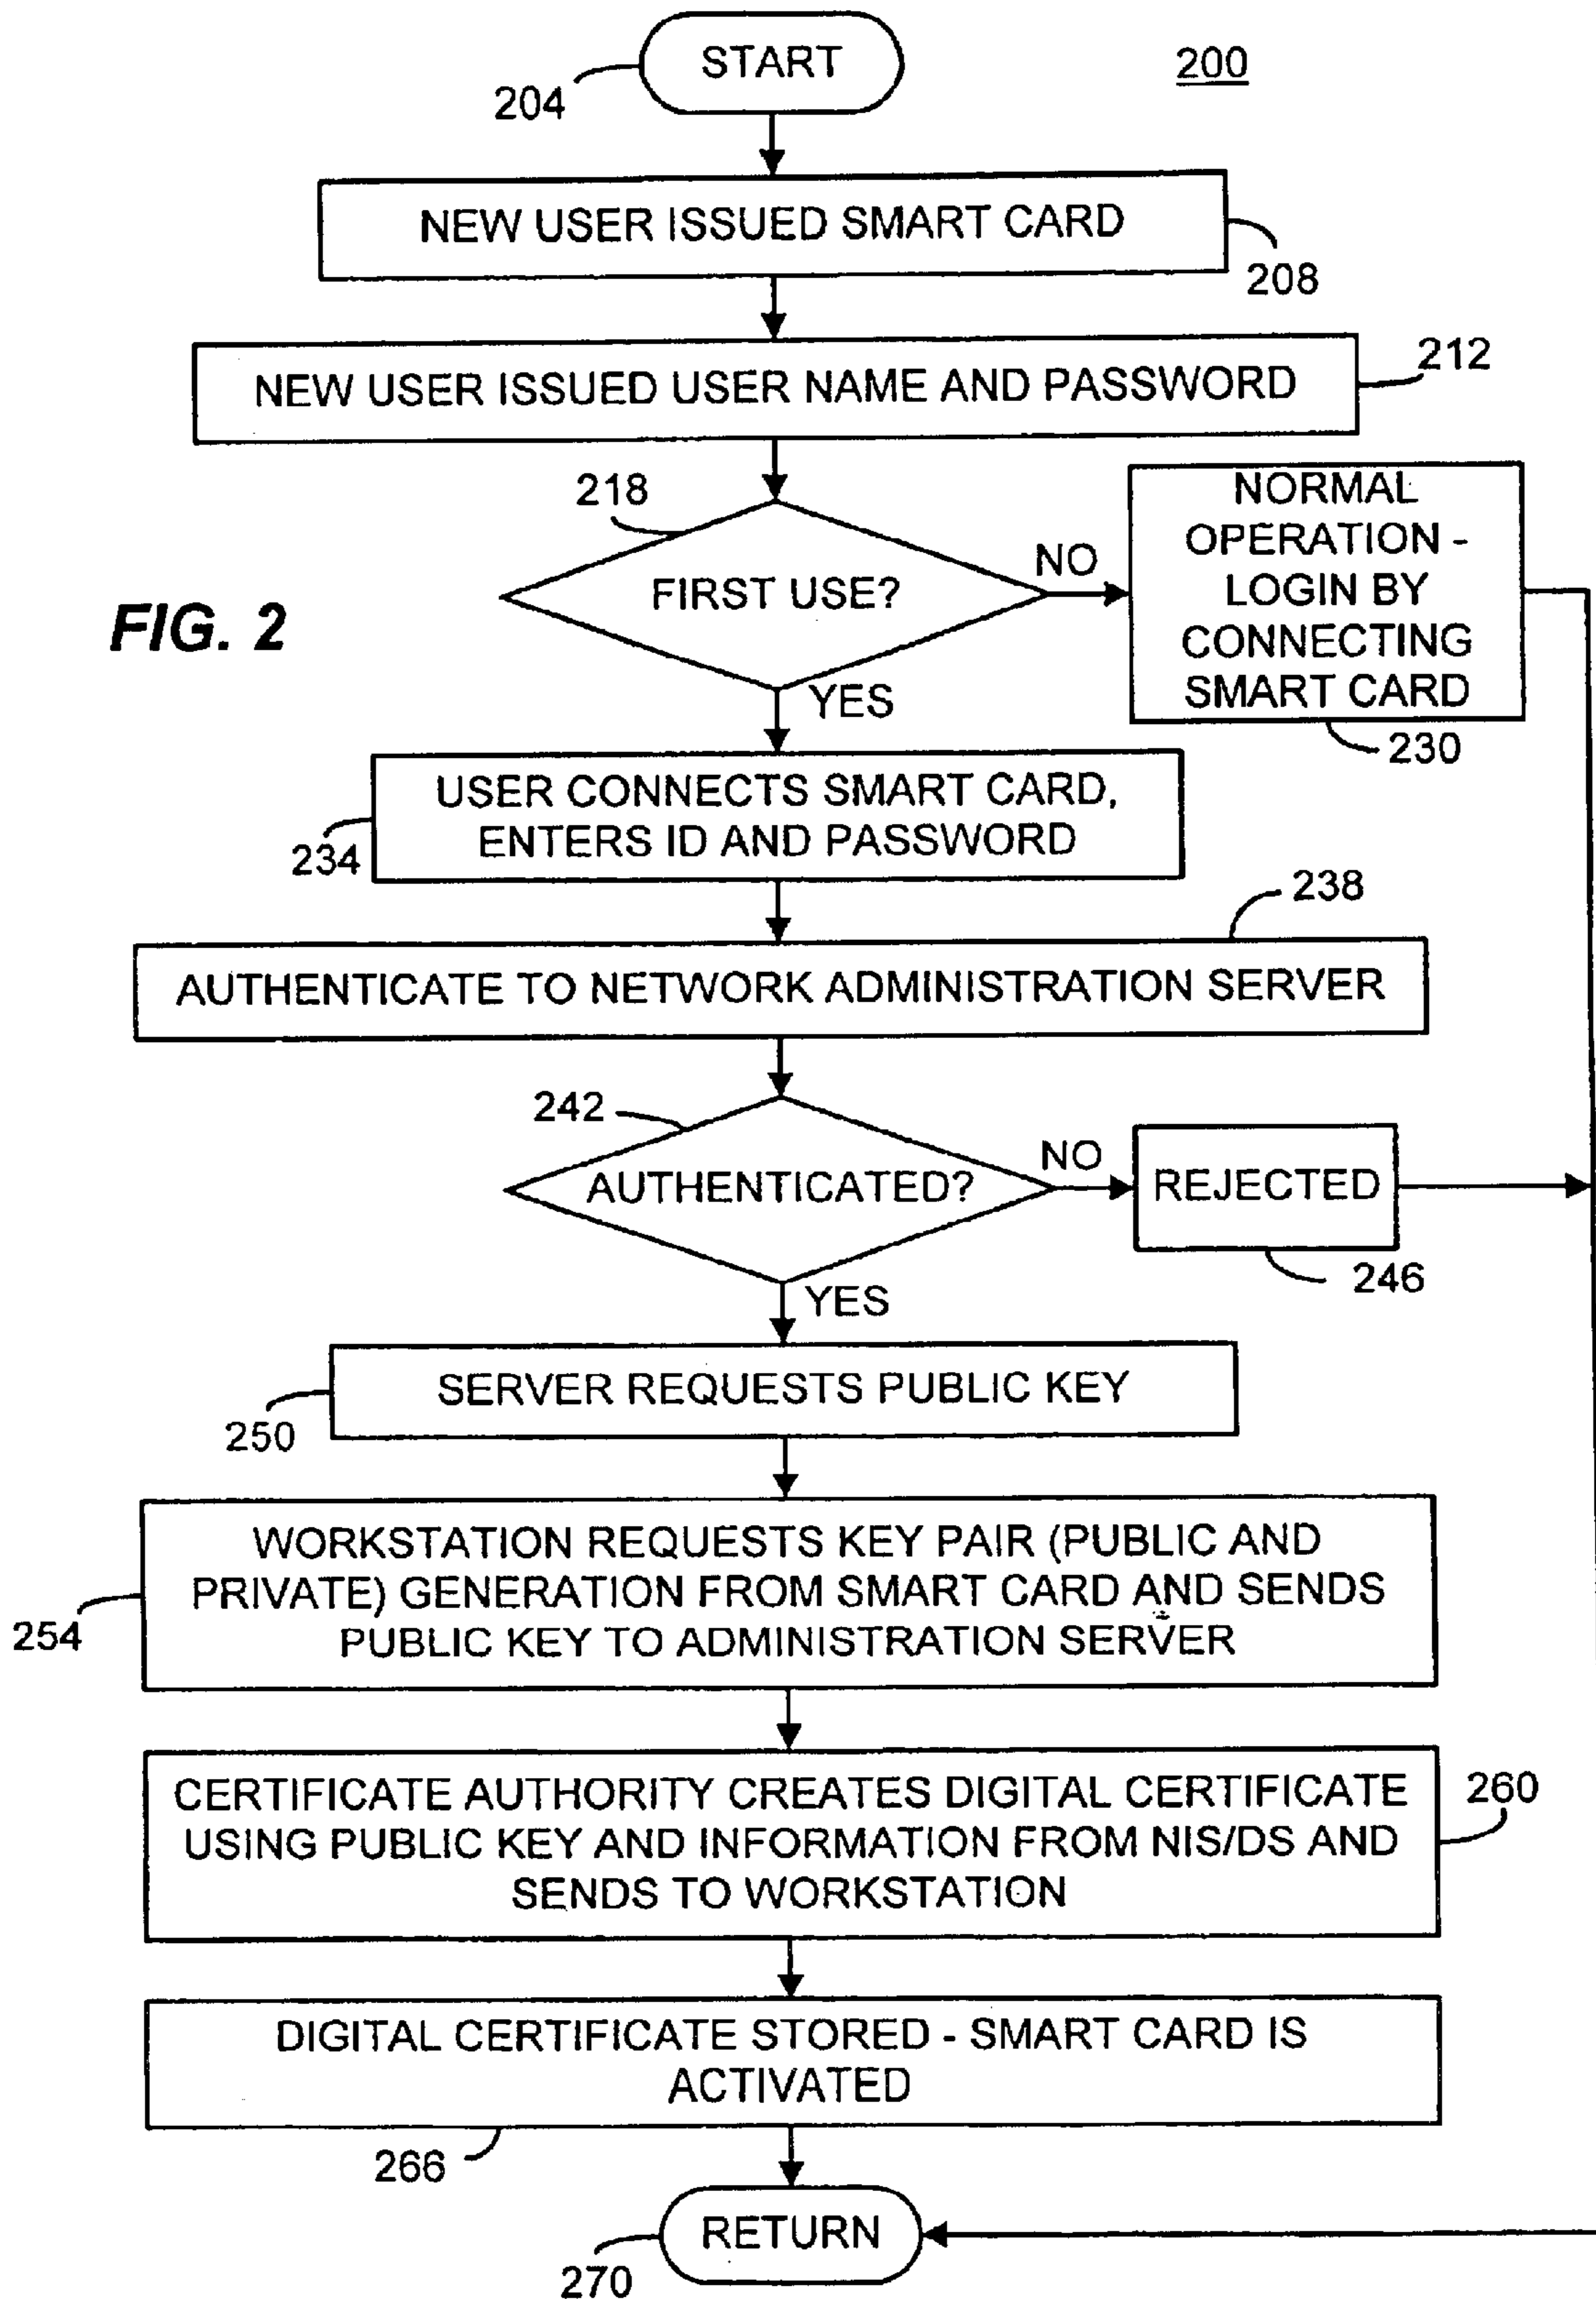 START
200
204
NEW USER ISSUED SMART CARD
208
212
NEW USER ISSUED USER NAME AND PASSWORD
218
NORMAL
OPERATION -
LOGIN BY
CONNECTING
SMART CARD
NO
FIRST USE?
FIG. 2
YES
230
USER CONNECTS SMART CARD,
ENTERS ID AND PASSWORD
234
238
AUTHENTICATE TO NETWORK ADMINISTRATION SERVER
242
NO
AUTHENTICATED?
REJECTED
246
YES
SERVER REQUESTS PUBLIC KEY
250
WORKSTATION REQUESTS KEY PAIR (PUBLIC AND
PRIVATE) GENERATION FROM SMART CARD AND SENDS
PUBLIC KEY TO ADMINISTRATION SERVER
254
CERTIFICATE AUTHORITY CREATES DIGITAL CERTIFICATE
USING PUBLIC KEY AND INFORMATION FROM NIS/DS AND
SENDS TO WORKSTATION
260
DIGITAL CERTIFICATE STORED - SMART CARD IS
ACTIVATED
266
RETURN
270